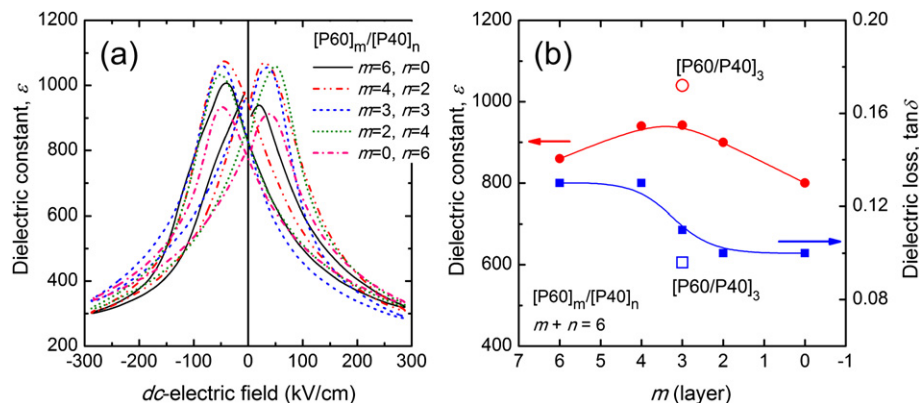 (a)
[P60]m/[P40]n
m=6, n=0
m=4, n=2
m=3, n=3
m=2, n=4
m=0, n=6
Dielectric constant, ε
1200
1000
800
600
400
200
-300 -200 -100 0 100 200 300
dc-electric field (kV/cm)
(b)
[P60/P40]3
[P60/P40]3
[P60]m/[P40]n
m + n = 6
Dielectric constant, ε
1200
1000
800
600
400
Dielectric loss, tanδ
0.20
0.16
0.12
0.08
7 6 5 4 3 2 1 0 -1
m (layer)